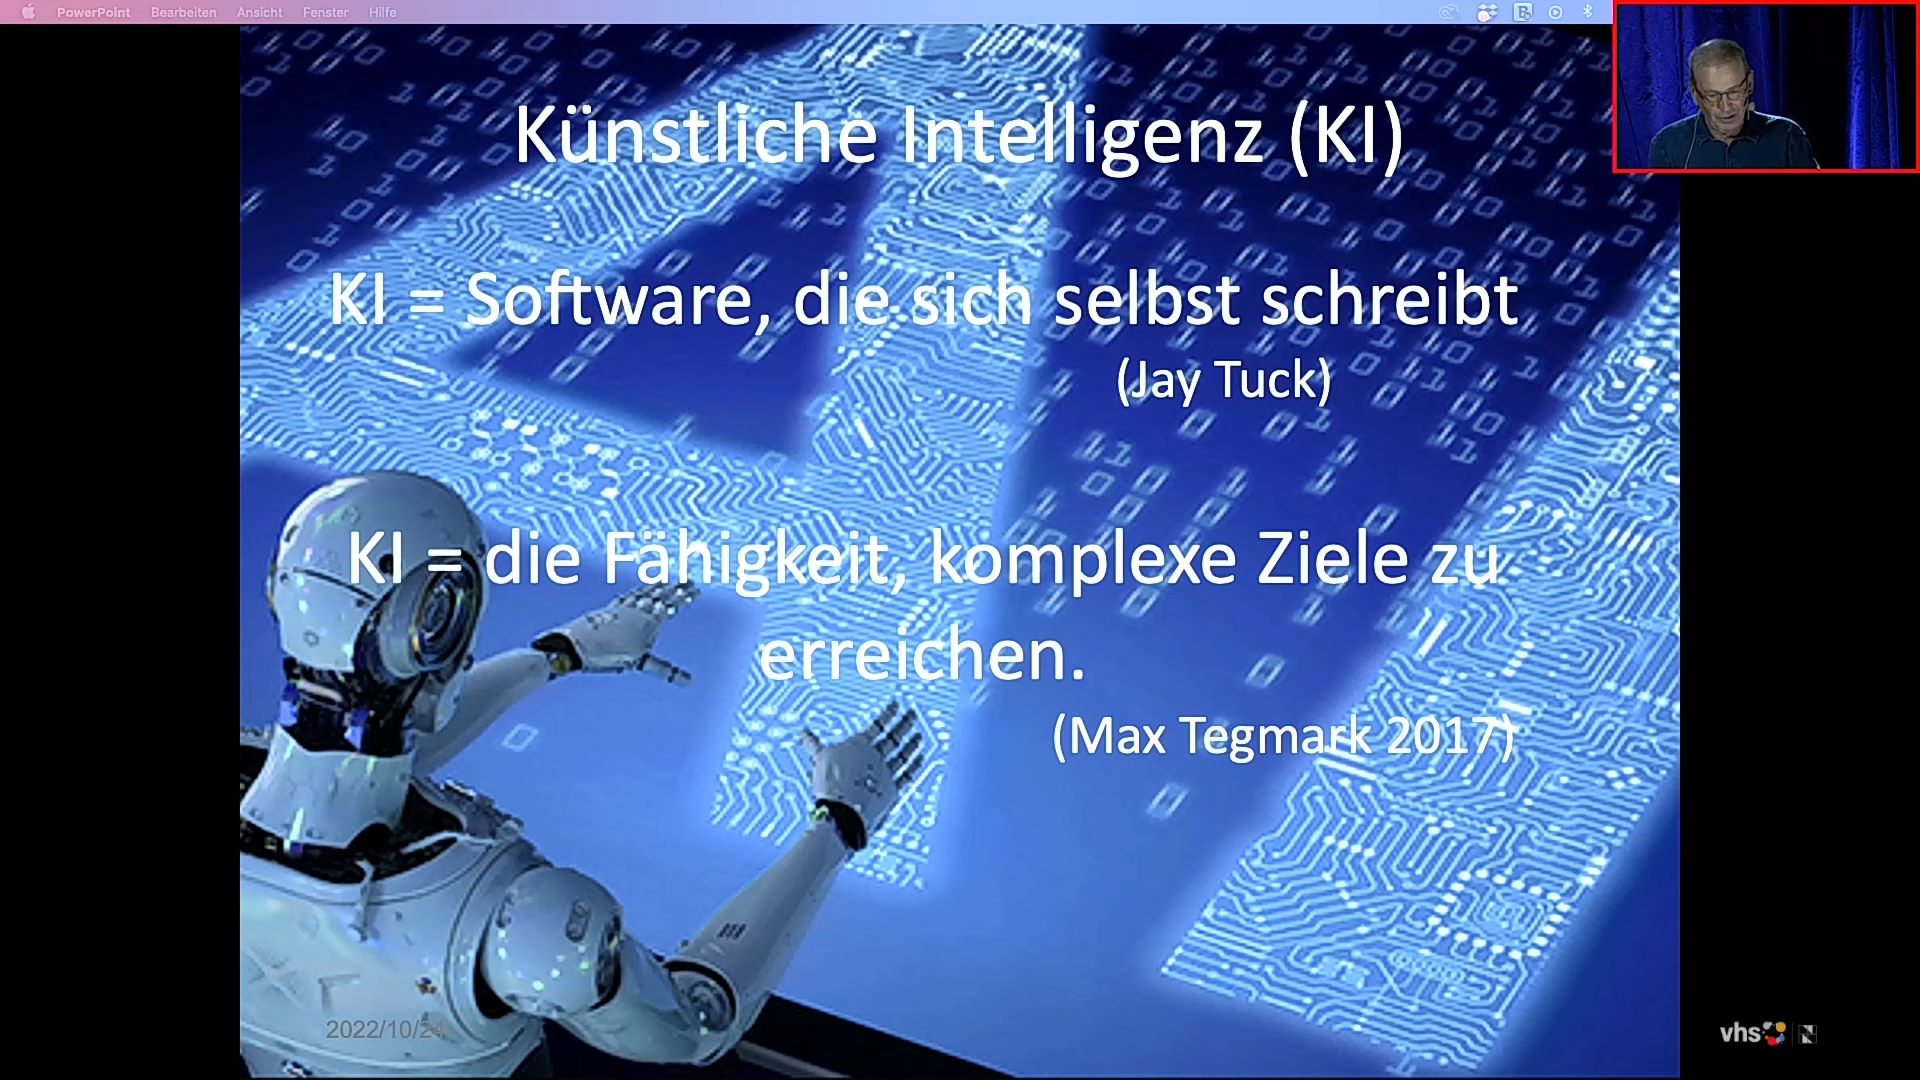 PowerPoint Bearbeiten Ansicht Fenster Hilfe
Künstliche Intelligenz (KI)
KI = Software, die sich selbst schreibt
(Jay Tuck)
KI = die Fähigkeit, komplexe Ziele zu
erreichen.
(Max Tegmark 2017)
2022/10/24
vhs